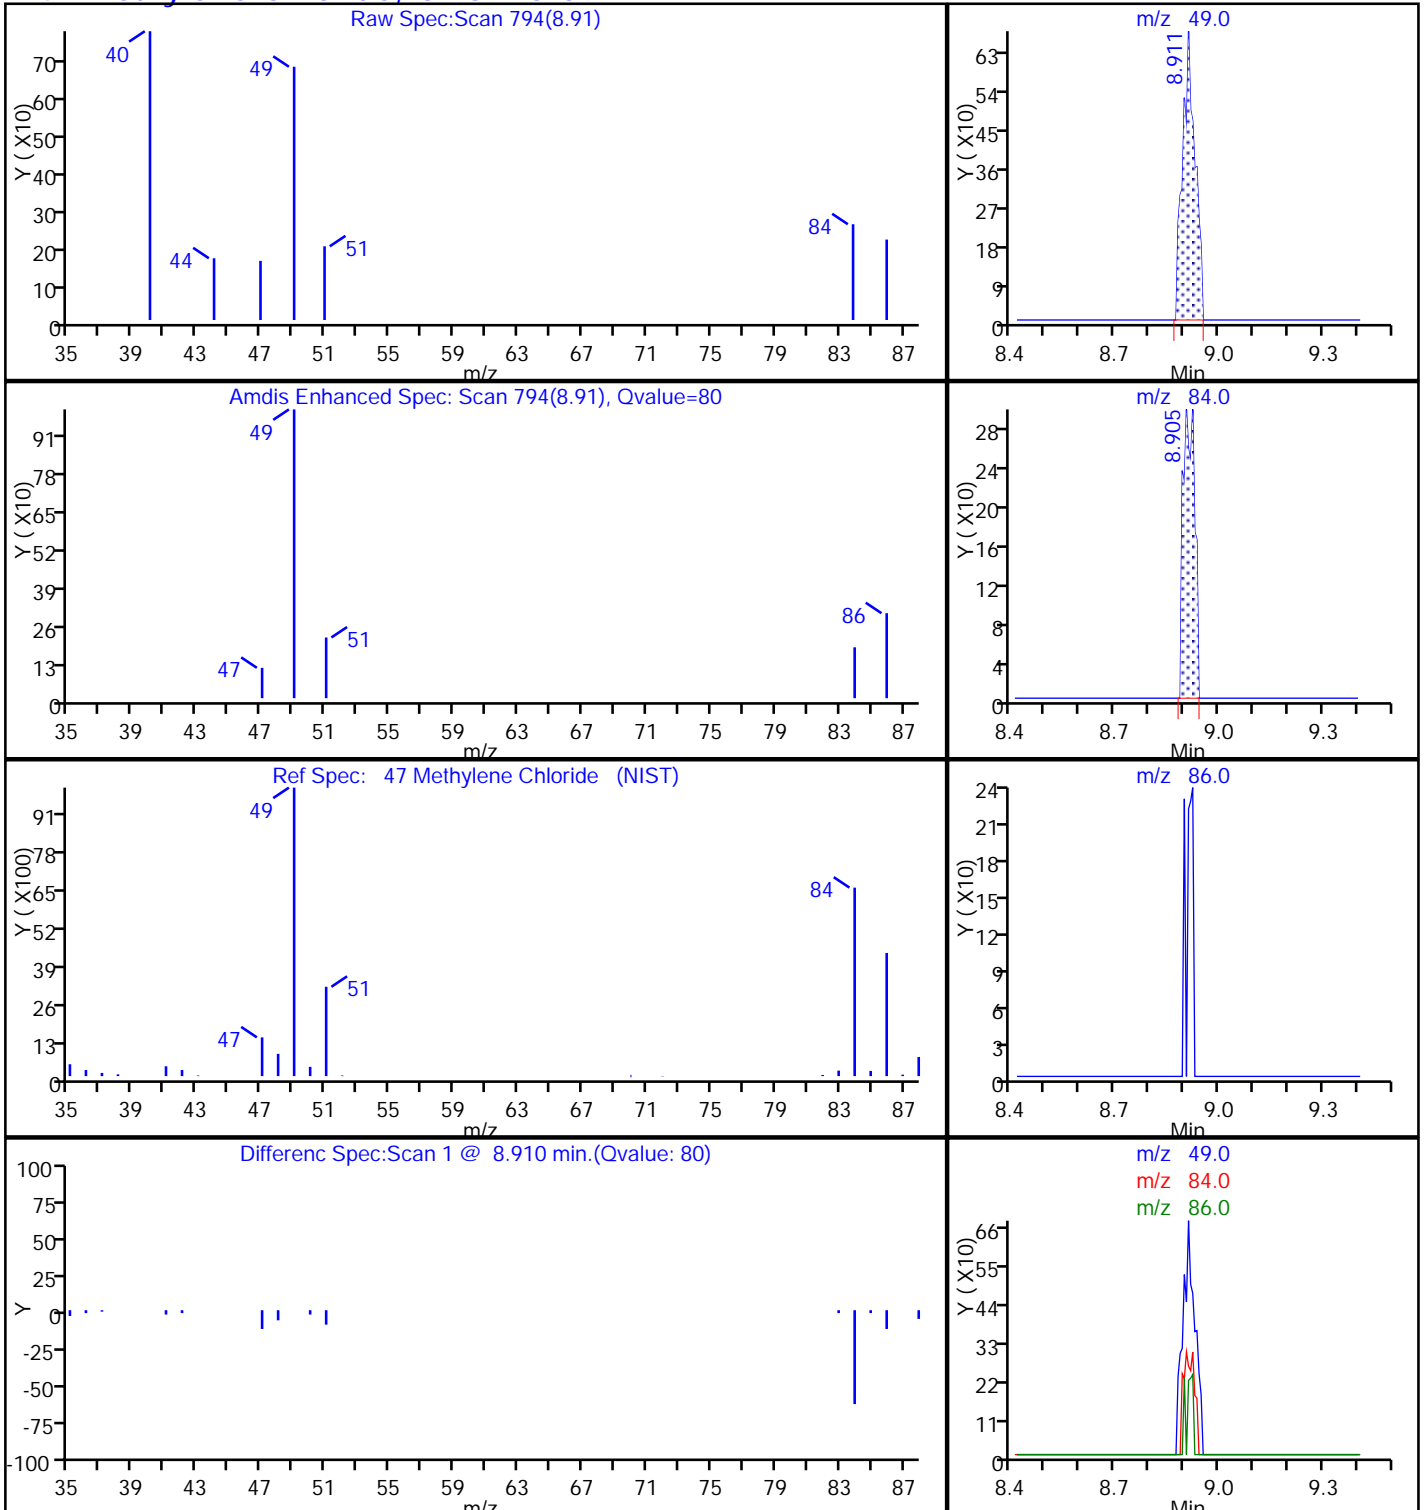 Raw Spec:Scan 794(8.91)
Y ( X10)
70
60
50
40
30
20
10
0
40
44
49
51
84
35 39 43 47 51 55 59 63 67 71 75 79 83 87
m/z
m/z 49.0
Y ( X10)
63
54
45
36
27
18
9
0
8.911
8.4 8.7 9.0 9.3
Min
Amdis Enhanced Spec: Scan 794(8.91), Qvalue=80
Y ( X10)
91
78
65
52
39
26
13
0
47
49
51
86
35 39 43 47 51 55 59 63 67 71 75 79 83 87
m/z
m/z 84.0
Y ( X10)
28
24
20
16
12
8
4
0
8.905
8.4 8.7 9.0 9.3
Min
Ref Spec: 47 Methylene Chloride (NIST)
Y ( X100)
91
78
65
52
39
26
13
0
47
49
51
84
35 39 43 47 51 55 59 63 67 71 75 79 83 87
m/z
m/z 86.0
Y ( X10)
24
21
18
15
12
9
6
3
0
8.4 8.7 9.0 9.3
Min
Differenc Spec:Scan 1 @ 8.910 min.(Qvalue: 80)
Y
100
75
50
25
0
-25
-50
-75
-100
35 39 43 47 51 55 59 63 67 71 75 79 83 87
m/z
m/z 49.0
m/z 84.0
m/z 86.0
Y ( X10)
66
55
44
33
22
11
0
8.4 8.7 9.0 9.3
Min